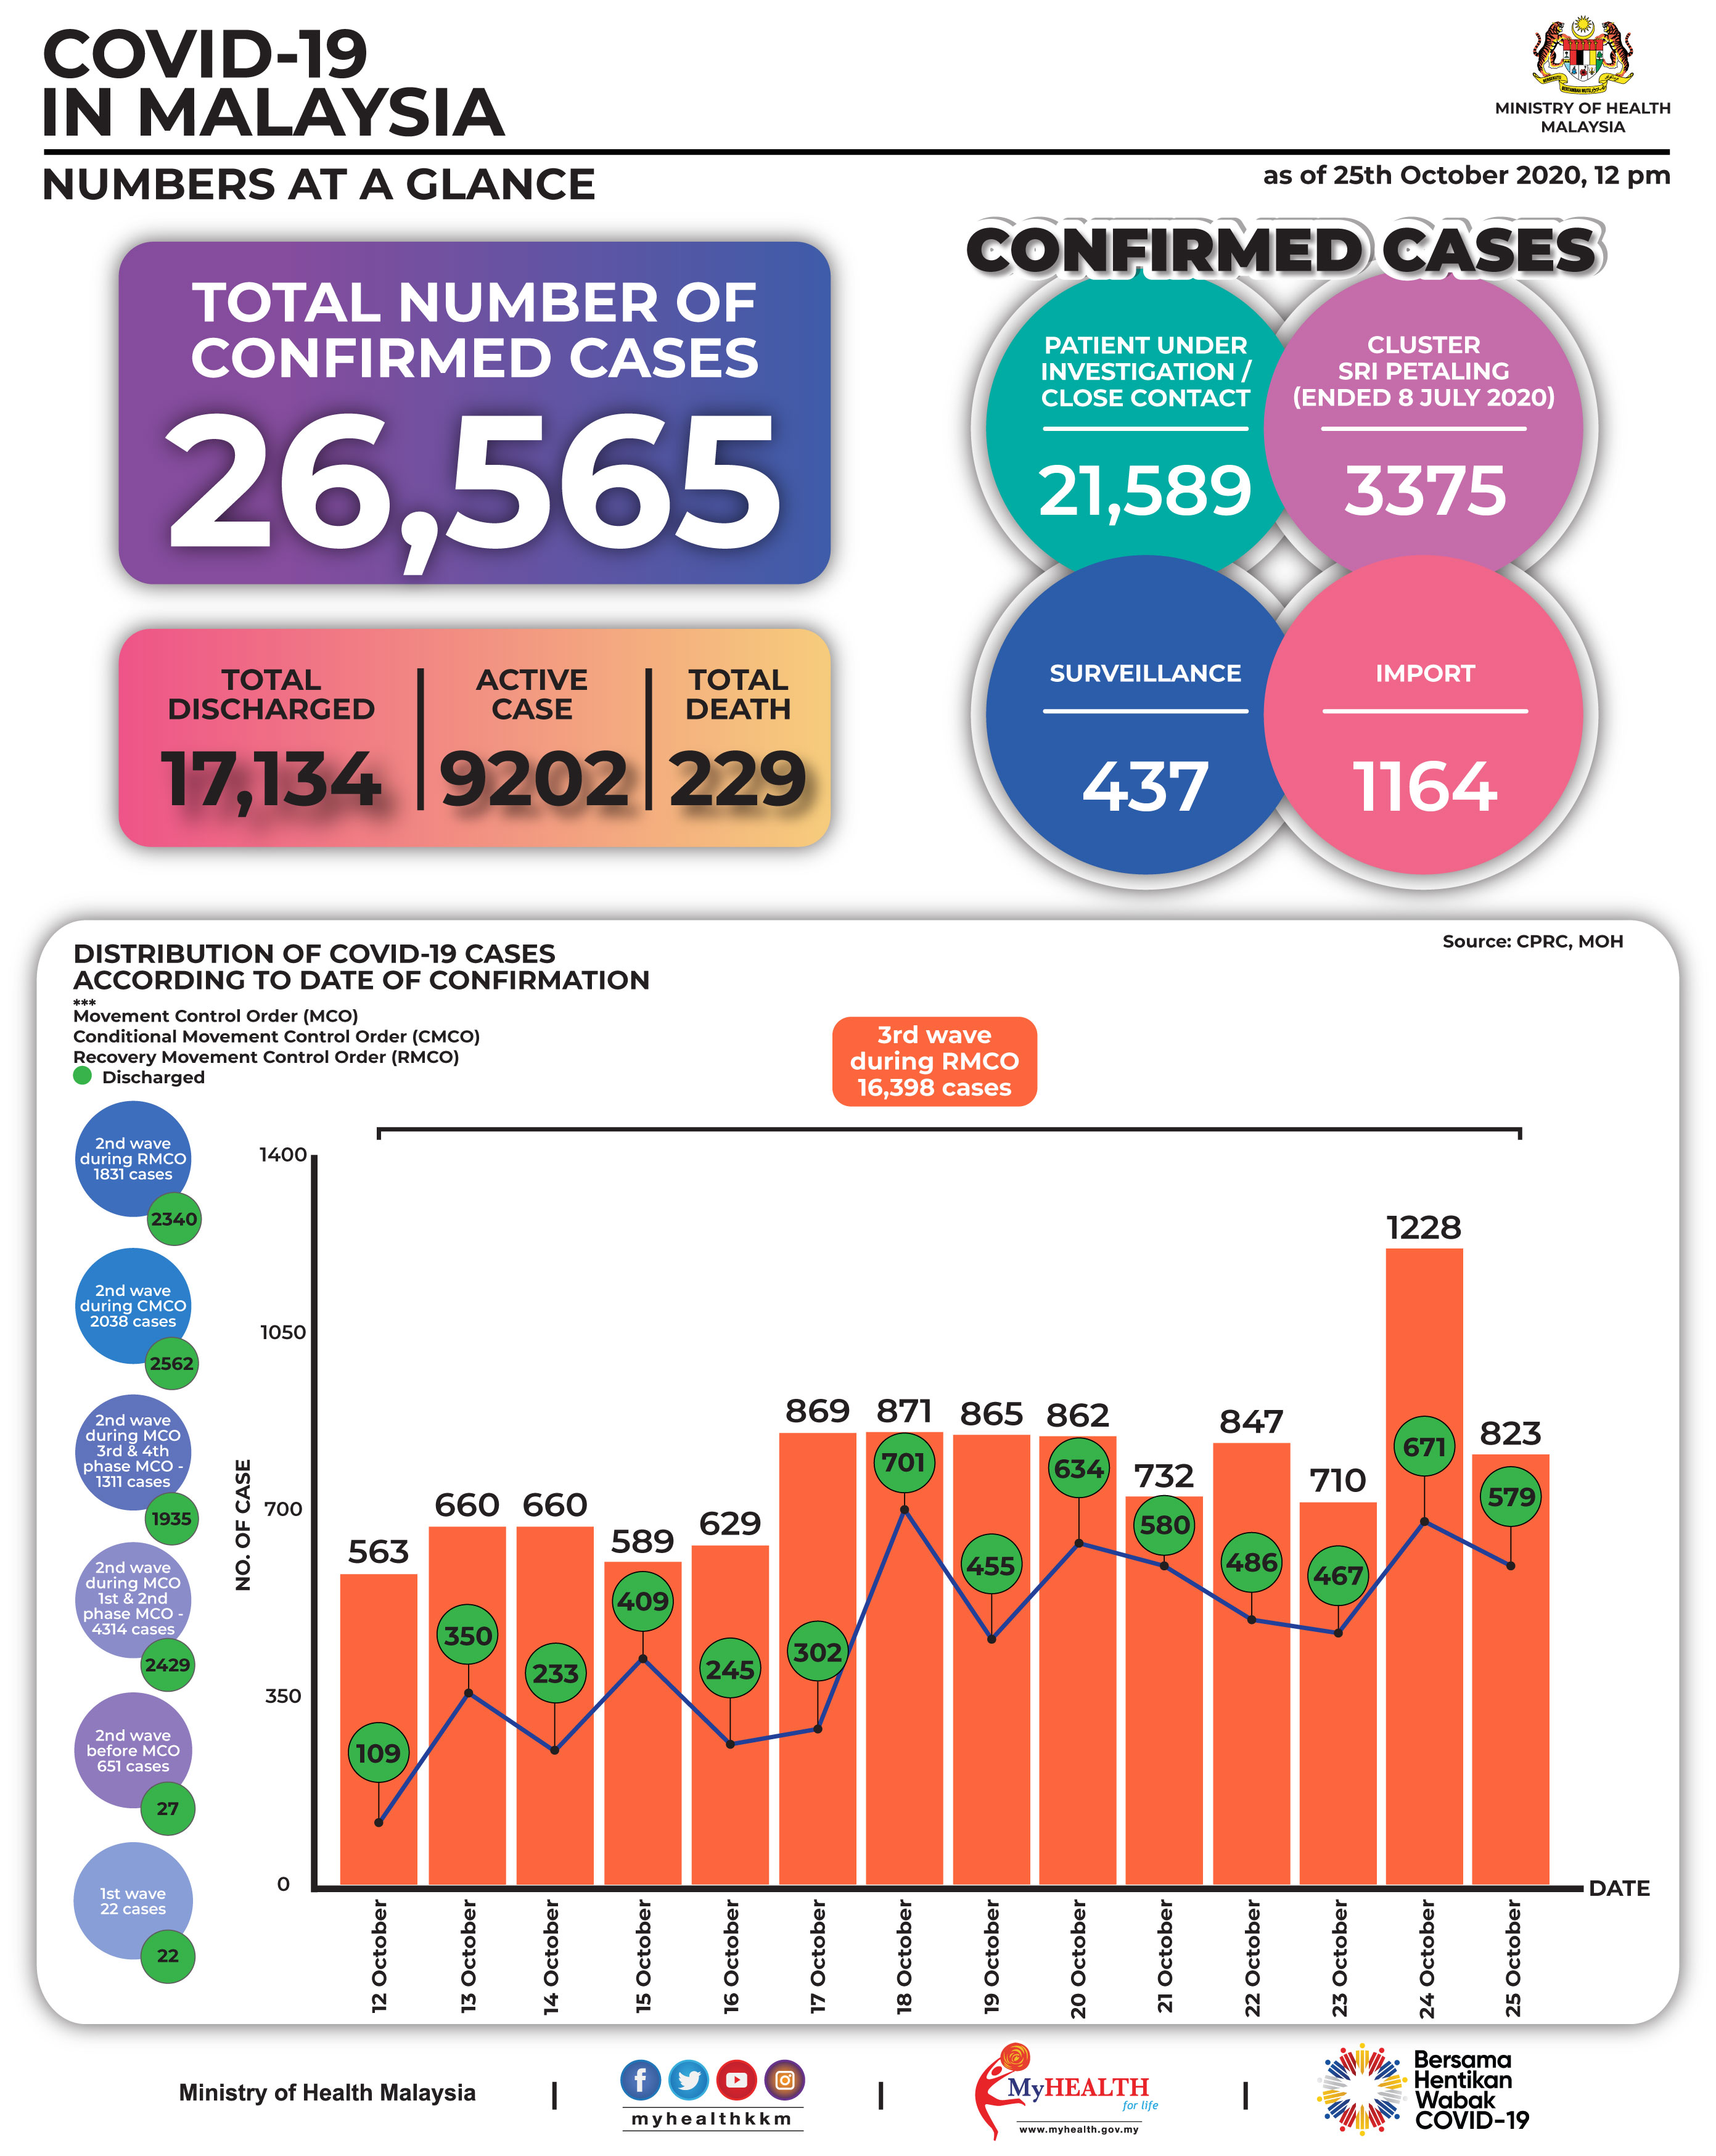 COVID-19
IN MALAYSIA
MINISTRY OF HEALTH
MALAYSIA
NUMBERS AT A GLANCE
as of 25th October 2020, 12 pm
TOTAL NUMBER OF
CONFIRMED CASES
26,565
TOTAL
DISCHARGED
17,134
ACTIVE
CASE
9202
TOTAL
DEATH
229
CONFIRMED CASES
PATIENT UNDER
INVESTIGATION /
CLOSE CONTACT
21,589
CLUSTER
SRI PETALING
(ENDED 8 JULY 2020)
3375
SURVEILLANCE
437
IMPORT
1164
DISTRIBUTION OF COVID-19 CASES
ACCORDING TO DATE OF CONFIRMATION
Source: CPRC, MOH
***
Movement Control Order (MCO)
Conditional Movement Control Order (CMCO)
Recovery Movement Control Order (RMCO)
Discharged
3rd wave
during RMCO
16,398 cases
2nd wave
during RMCO
1831 cases
2340
2nd wave
during CMCO
2038 cases
2562
2nd wave
during MCO
3rd & 4th
phase MCO -
1311 cases
1935
2nd wave
during MCO
1st & 2nd
phase MCO -
4314 cases
2429
2nd wave
before MCO
651 cases
27
1st wave
22 cases
22
NO. OF CASE
1400
1050
700
350
0
563
660
660
589
629
869
871
865
862
732
847
710
1228
823
109
350
233
409
245
302
701
455
634
580
486
467
671
579
DATE
12 October
13 October
14 October
15 October
16 October
17 October
18 October
19 October
20 October
21 October
22 October
23 October
24 October
25 October
Ministry of Health Malaysia
myhealthkkm
MyHEALTH
for life
www.myhealth.gov.my
Bersama
Hentikan
Wabak
COVID-19